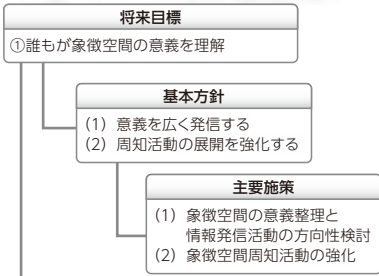 将来目標
①誰もが象徴空間の意義を理解
基本方針
(1) 意義を広く発信する
(2) 周知活動の展開を強化する
主要施策
(1) 象徴空間の意義整理と
情報発信活動の方向性検討
(2) 象徴空間周知活動の強化